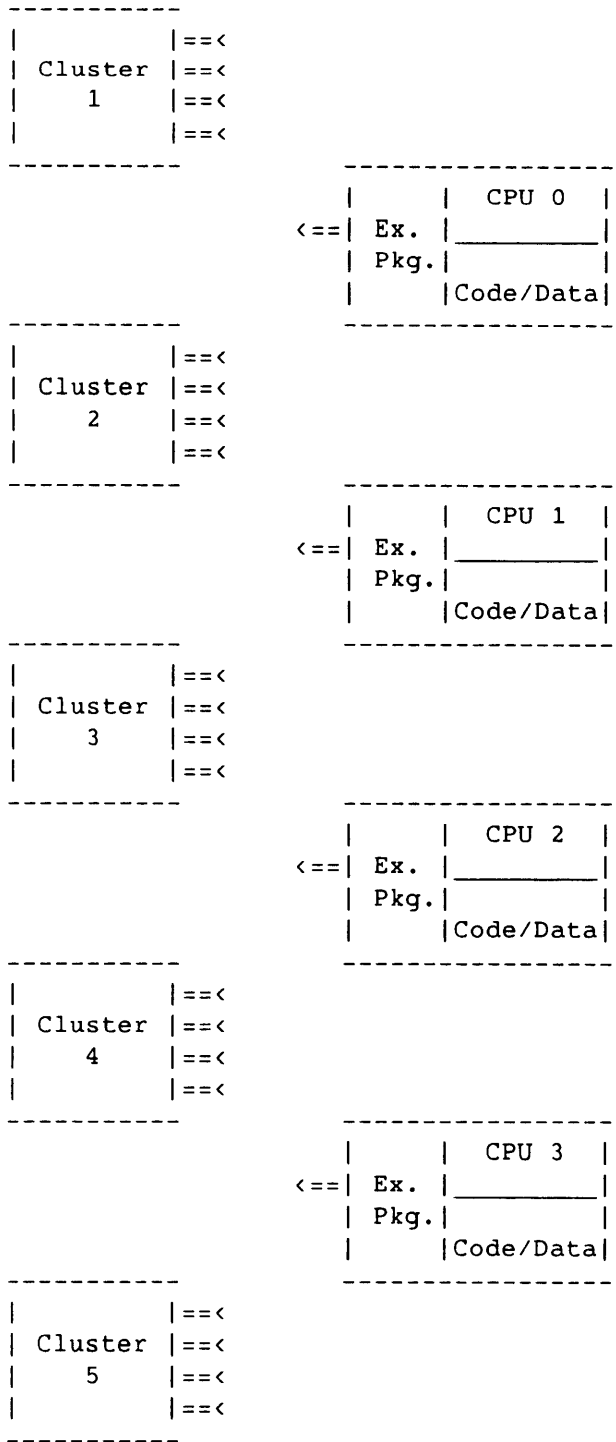 Cluster
1
CPU 0
Ex.
Pkg.
Code/Data
Cluster
2
CPU 1
Ex.
Pkg.
Code/Data
Cluster
3
CPU 2
Ex.
Pkg.
Code/Data
Cluster
4
CPU 3
Ex.
Pkg.
Code/Data
Cluster
5